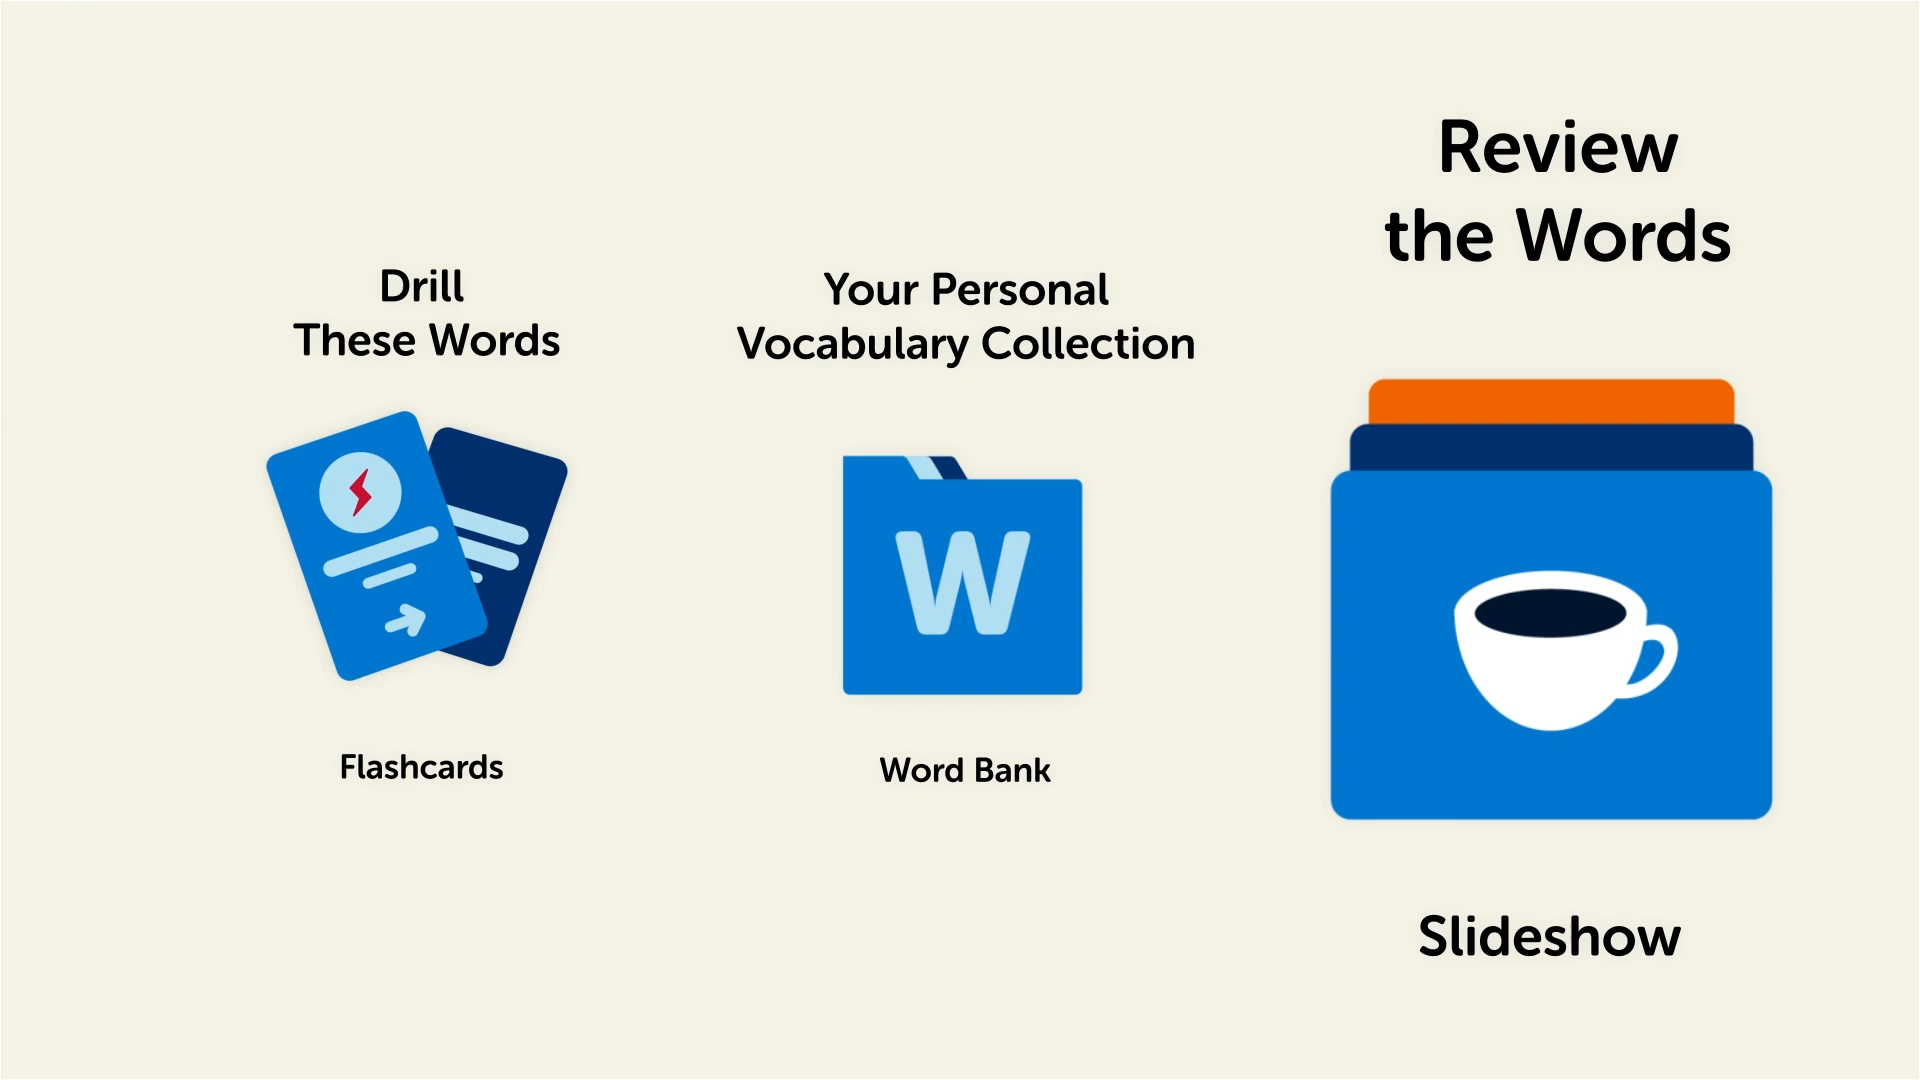 Drill
These Words
Flashcards
Your Personal
Vocabulary Collection
W
Word Bank
Review
the Words
Slideshow